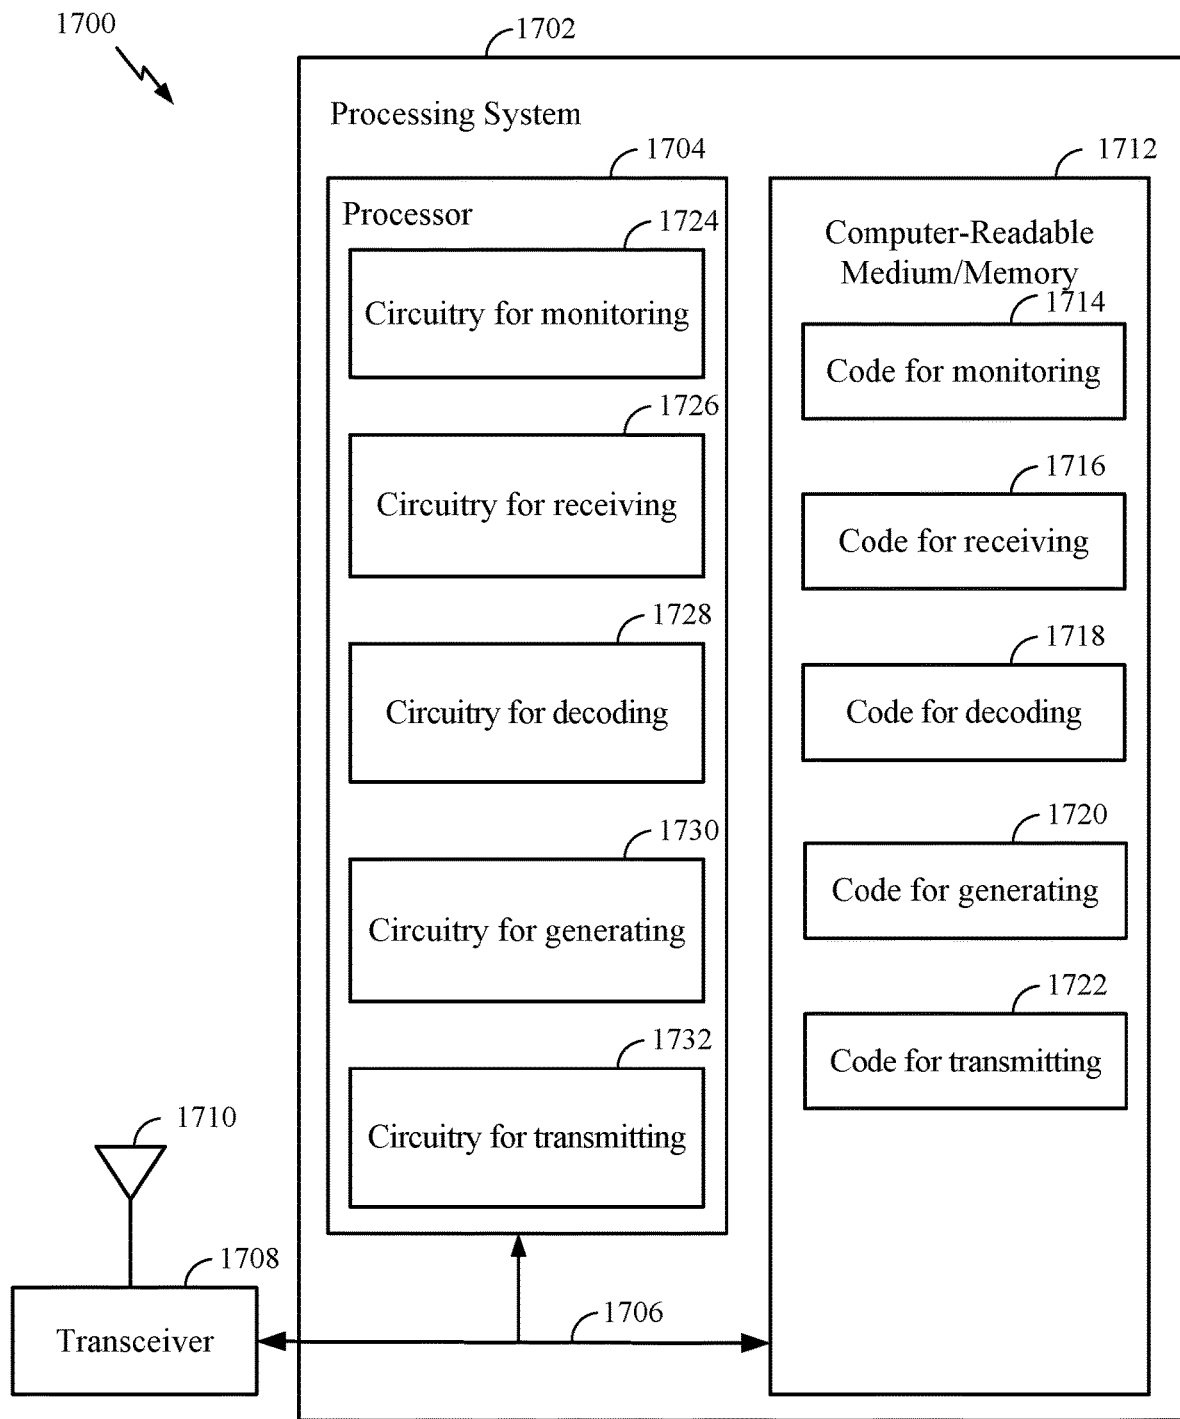 1700
1702
Processing System
1704
Processor
1724
Circuitry for monitoring
1726
Circuitry for receiving
1728
Circuitry for decoding
1730
Circuitry for generating
1732
Circuitry for transmitting
1712
Computer-Readable
Medium/Memory
1714
Code for monitoring
1716
Code for receiving
1718
Code for decoding
1720
Code for generating
1722
Code for transmitting
1710
1708
Transceiver
1706